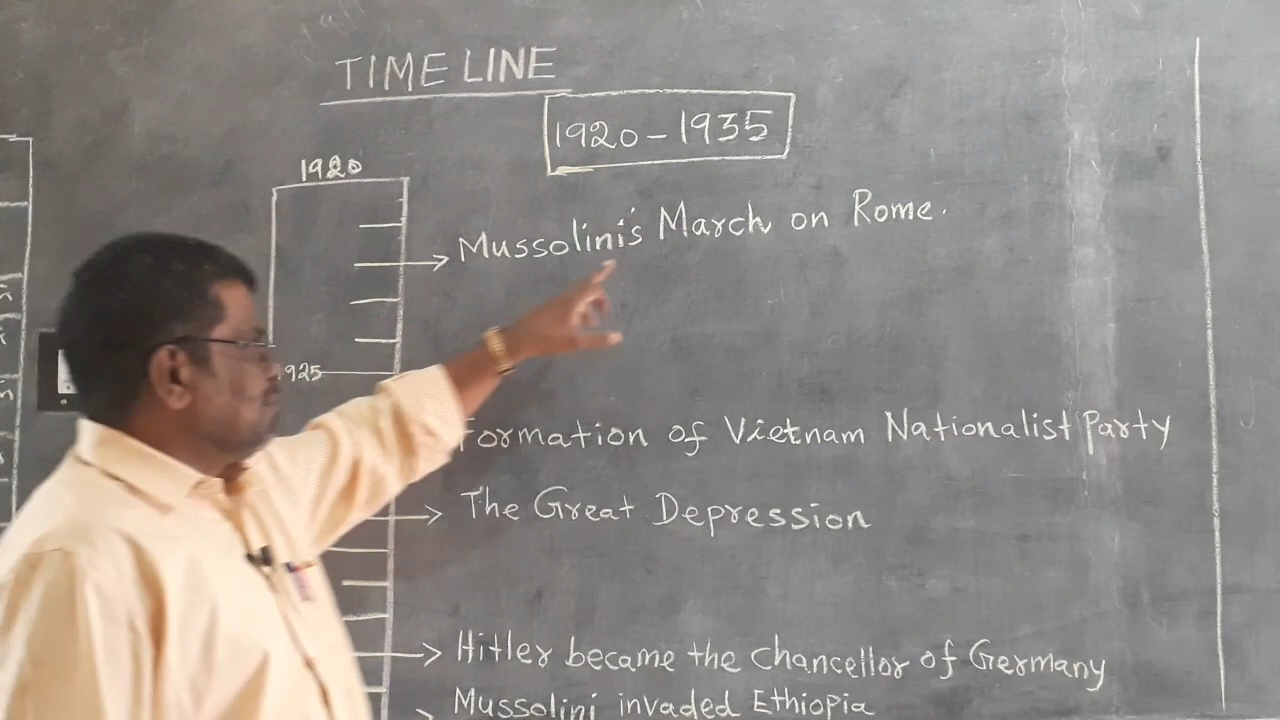 TIME LINE
1920-1935
1920
Mussolini's March on Rome.
1925
Formation of Vietnam Nationalist Party
The Great Depression
Hitler became the chancellor of Germany
Mussolini invaded Ethiopia